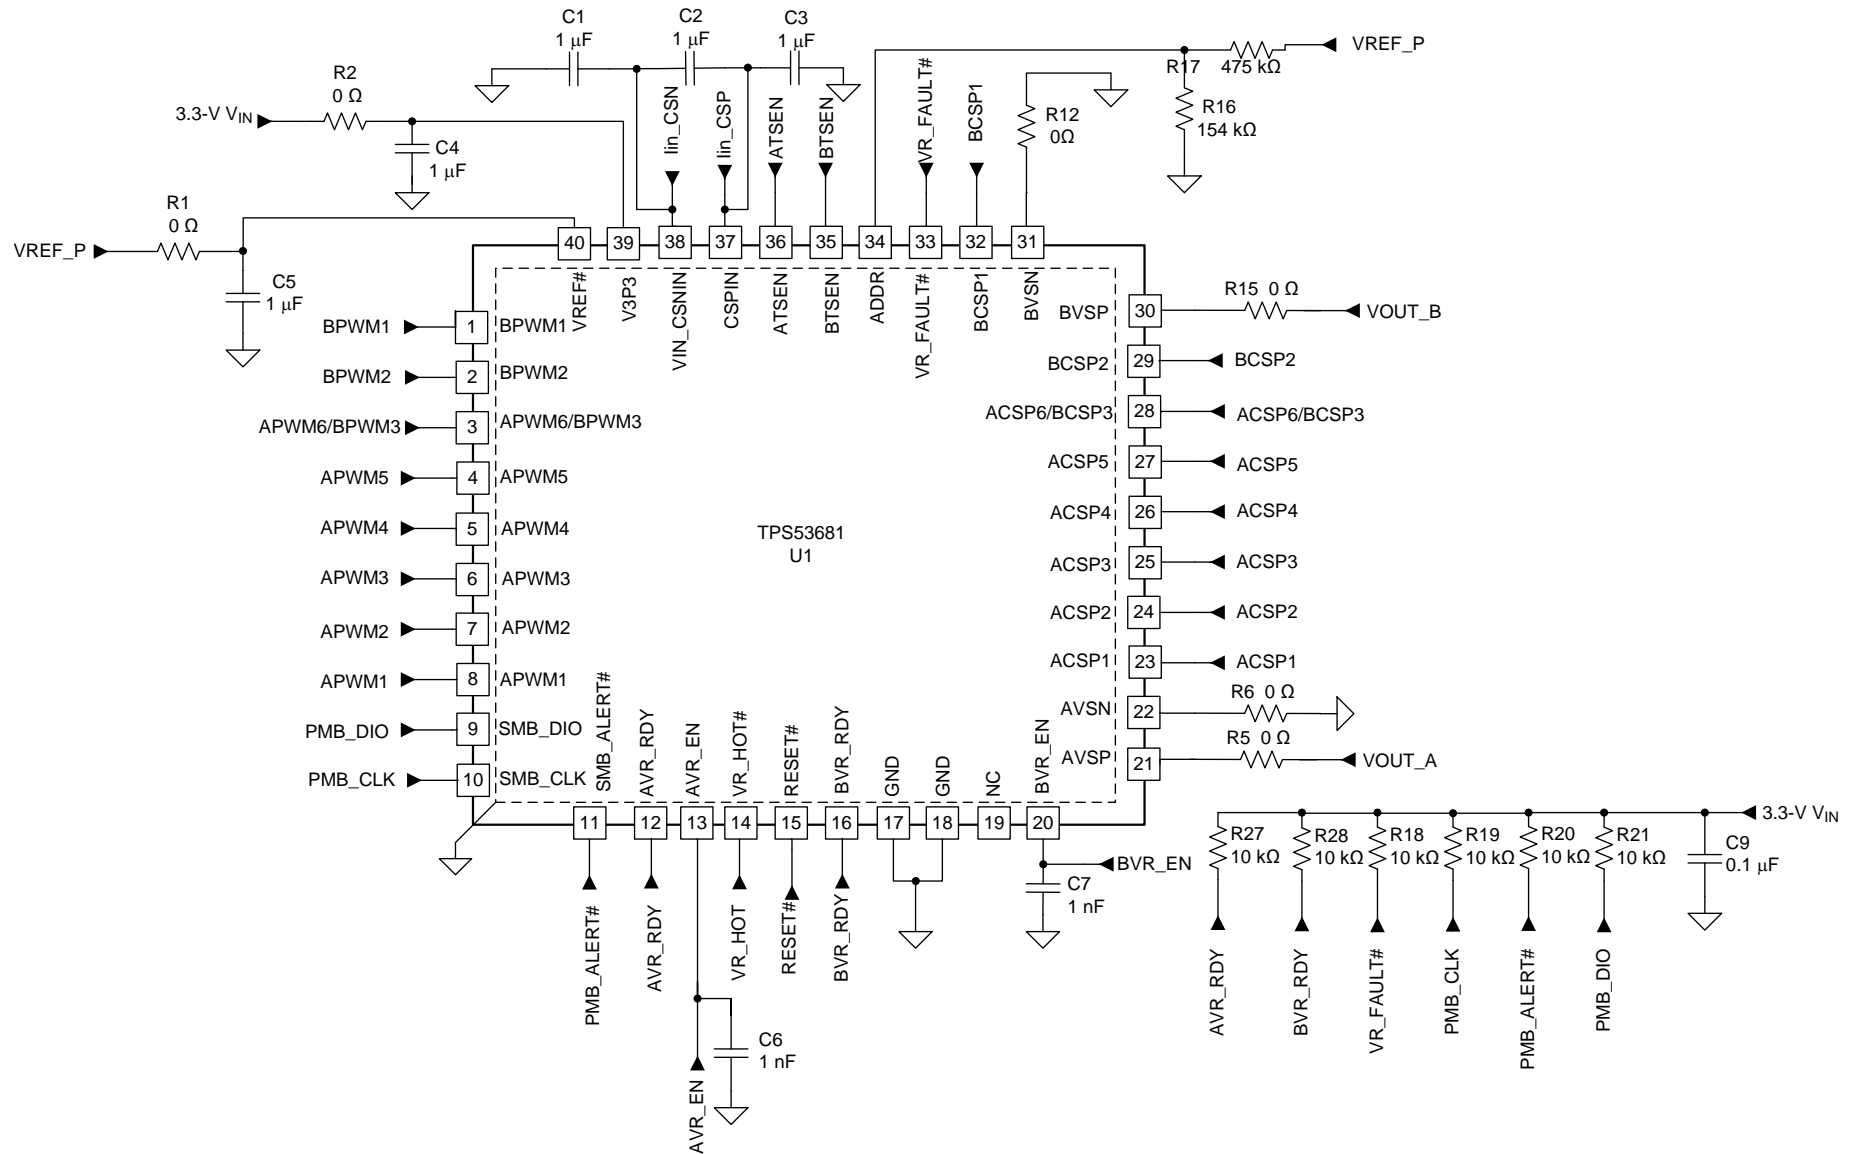 C1
1 μF
C2
1 μF
C3
1 μF
R2
0 Ω
3.3-V VIN
C4
1 μF
Iin_CSN
Iin_CSP
ATSEN
BTSEN
VR_FAULT#
BCSP1
R12
0Ω
R17
475 kΩ
VREF_P
R16
154 kΩ
R1
0 Ω
VREF_P
C5
1 μF
40
39
38
37
36
35
34
33
32
31
VREF#
V3P3
VIN_CSNIN
CSPIN
ATSEN
BTSEN
ADDR
VR_FAULT#
BCSP1
BVSN
BPWM1
1
BPWM1
BPWM2
2
BPWM2
APWM6/BPWM3
3
APWM6/BPWM3
APWM5
4
APWM5
APWM4
5
APWM4
APWM3
6
APWM3
APWM2
7
APWM2
APWM1
8
APWM1
PMB_DIO
9
SMB_DIO
PMB_CLK
10
SMB_CLK
TPS53681
U1
BVSP
30
R15 0 Ω
VOUT_B
BCSP2
29
BCSP2
ACSP6/BCSP3
28
ACSP6/BCSP3
ACSP5
27
ACSP5
ACSP4
26
ACSP4
ACSP3
25
ACSP3
ACSP2
24
ACSP2
ACSP1
23
ACSP1
AVSN
22
R6 0 Ω
AVSP
21
R5 0 Ω
VOUT_A
SMB_ALERT#
AVR_RDY
AVR_EN
VR_HOT#
RESET#
BVR_RDY
GND
GND
NC
BVR_EN
11
12
13
14
15
16
17
18
19
20
PMB_ALERT#
AVR_RDY
AVR_EN
VR_HOT
RESET#
BVR_RDY
BVR_EN
C7
1 nF
C6
1 nF
3.3-V VIN
R27
10 kΩ
R28
10 kΩ
R18
10 kΩ
R19
10 kΩ
R20
10 kΩ
R21
10 kΩ
C9
0.1 μF
AVR_RDY
BVR_RDY
VR_FAULT#
PMB_CLK
PMB_ALERT#
PMB_DIO